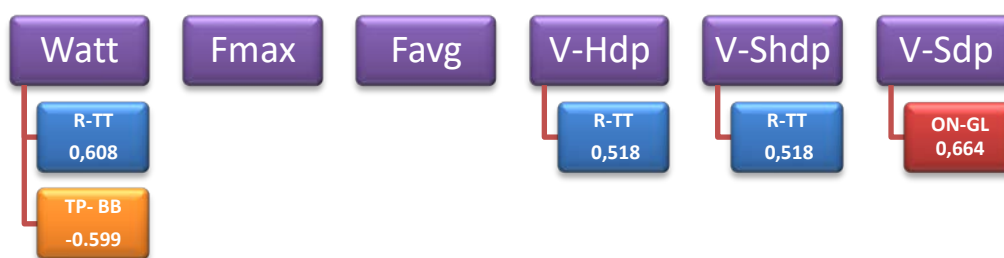 Watt Fmax Favg V-Hdp V-Shdp V-Sdp
R-TT R-TT R-TT ON-GL
0,608 0,518 0,518 0,664
TP- BB
-0.599